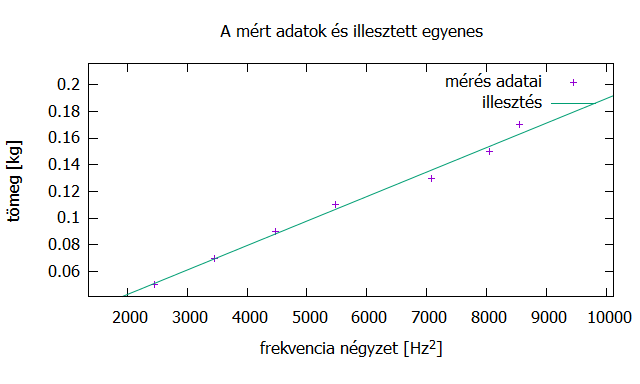 A mért adatok és illesztett egyenes
mérés adatai
illesztés
tömeg [kg]
0.2
0.18
0.16
0.14
0.12
0.1
0.08
0.06
2000 3000 4000 5000 6000 7000 8000 9000 10000
frekvencia négyzet [Hz²]